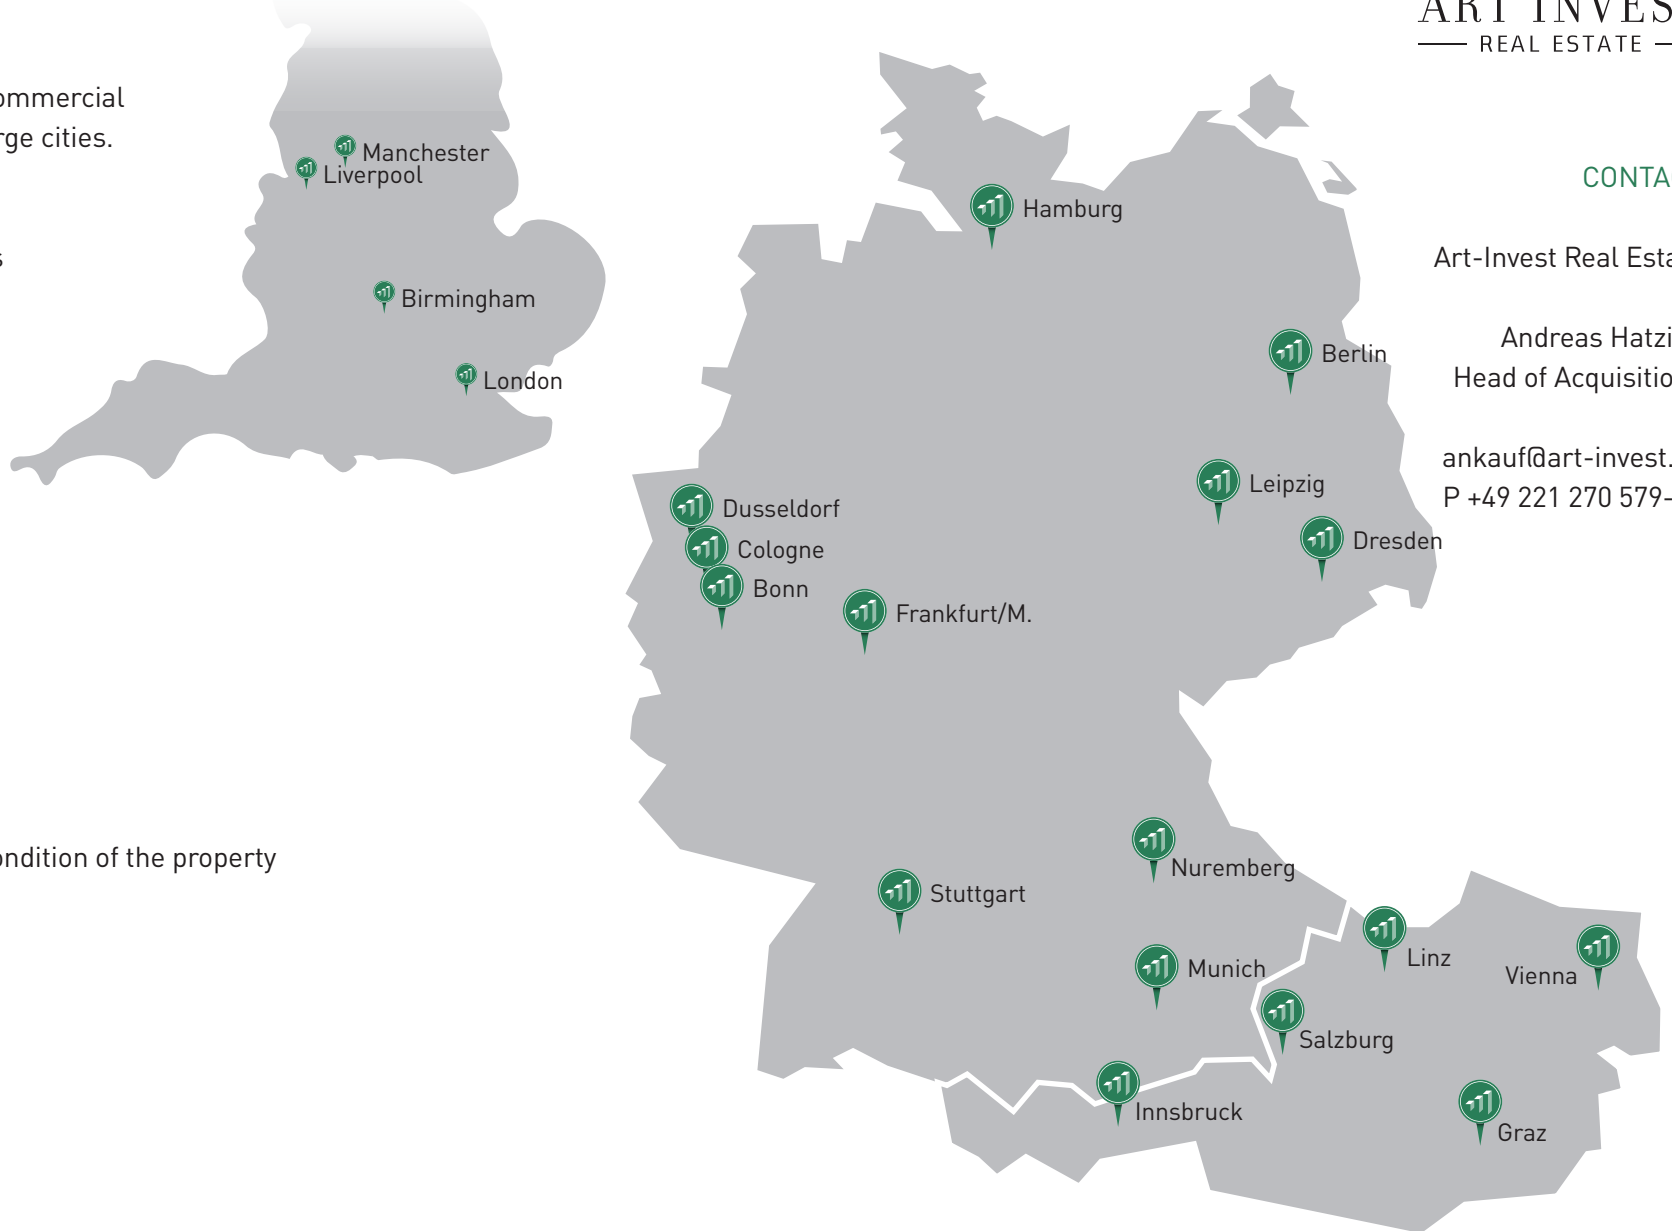 ART INVES
REAL ESTATE
ommercial
rge cities.
Manchester
Liverpool
CONTA
Hamburg
s
Art-Invest Real Esta
Birmingham
Andreas Hatzi
Berlin
London
Head of Acquisitio
ankauf@art-invest.
Leipzig
P +49 221 270 579-
Dusseldorf
Dresden
Cologne
Bonn
Frankfurt/M.
ondition of the property
Nuremberg
Stuttgart
Linz
Munich
Vienna
Salzburg
Innsbruck
Graz